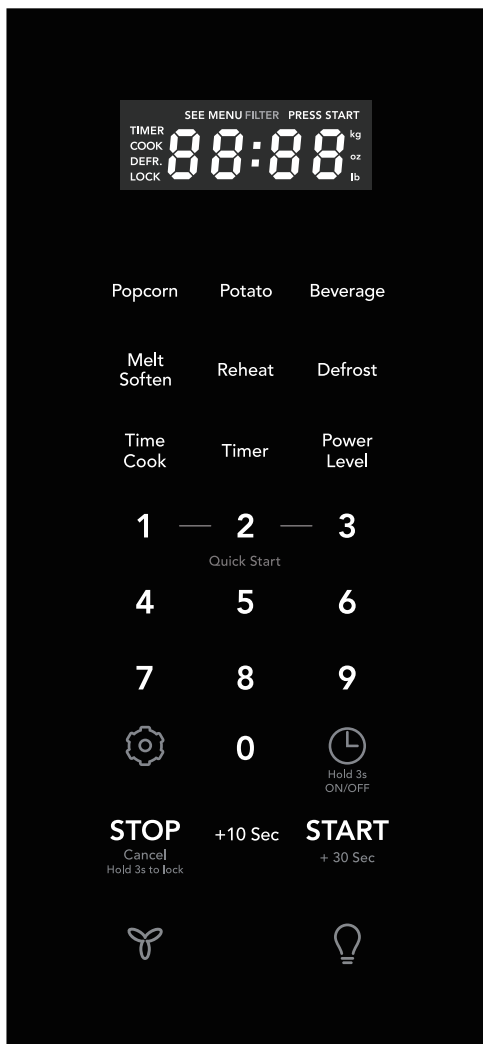 SEE MENU FILTER PRESS START
TIMER
COOK
DEFR.
LOCK
88:88
kg
oz
lb
Popcorn Potato Beverage
Melt
Soften
Reheat
Defrost
Time
Cook
Timer
Power
Level
1 2 3
Quick Start
4 5 6
7 8 9
0
Hold 3s
ON/OFF
STOP
Cancel
Hold 3s to lock
+10 Sec
START
+ 30 Sec